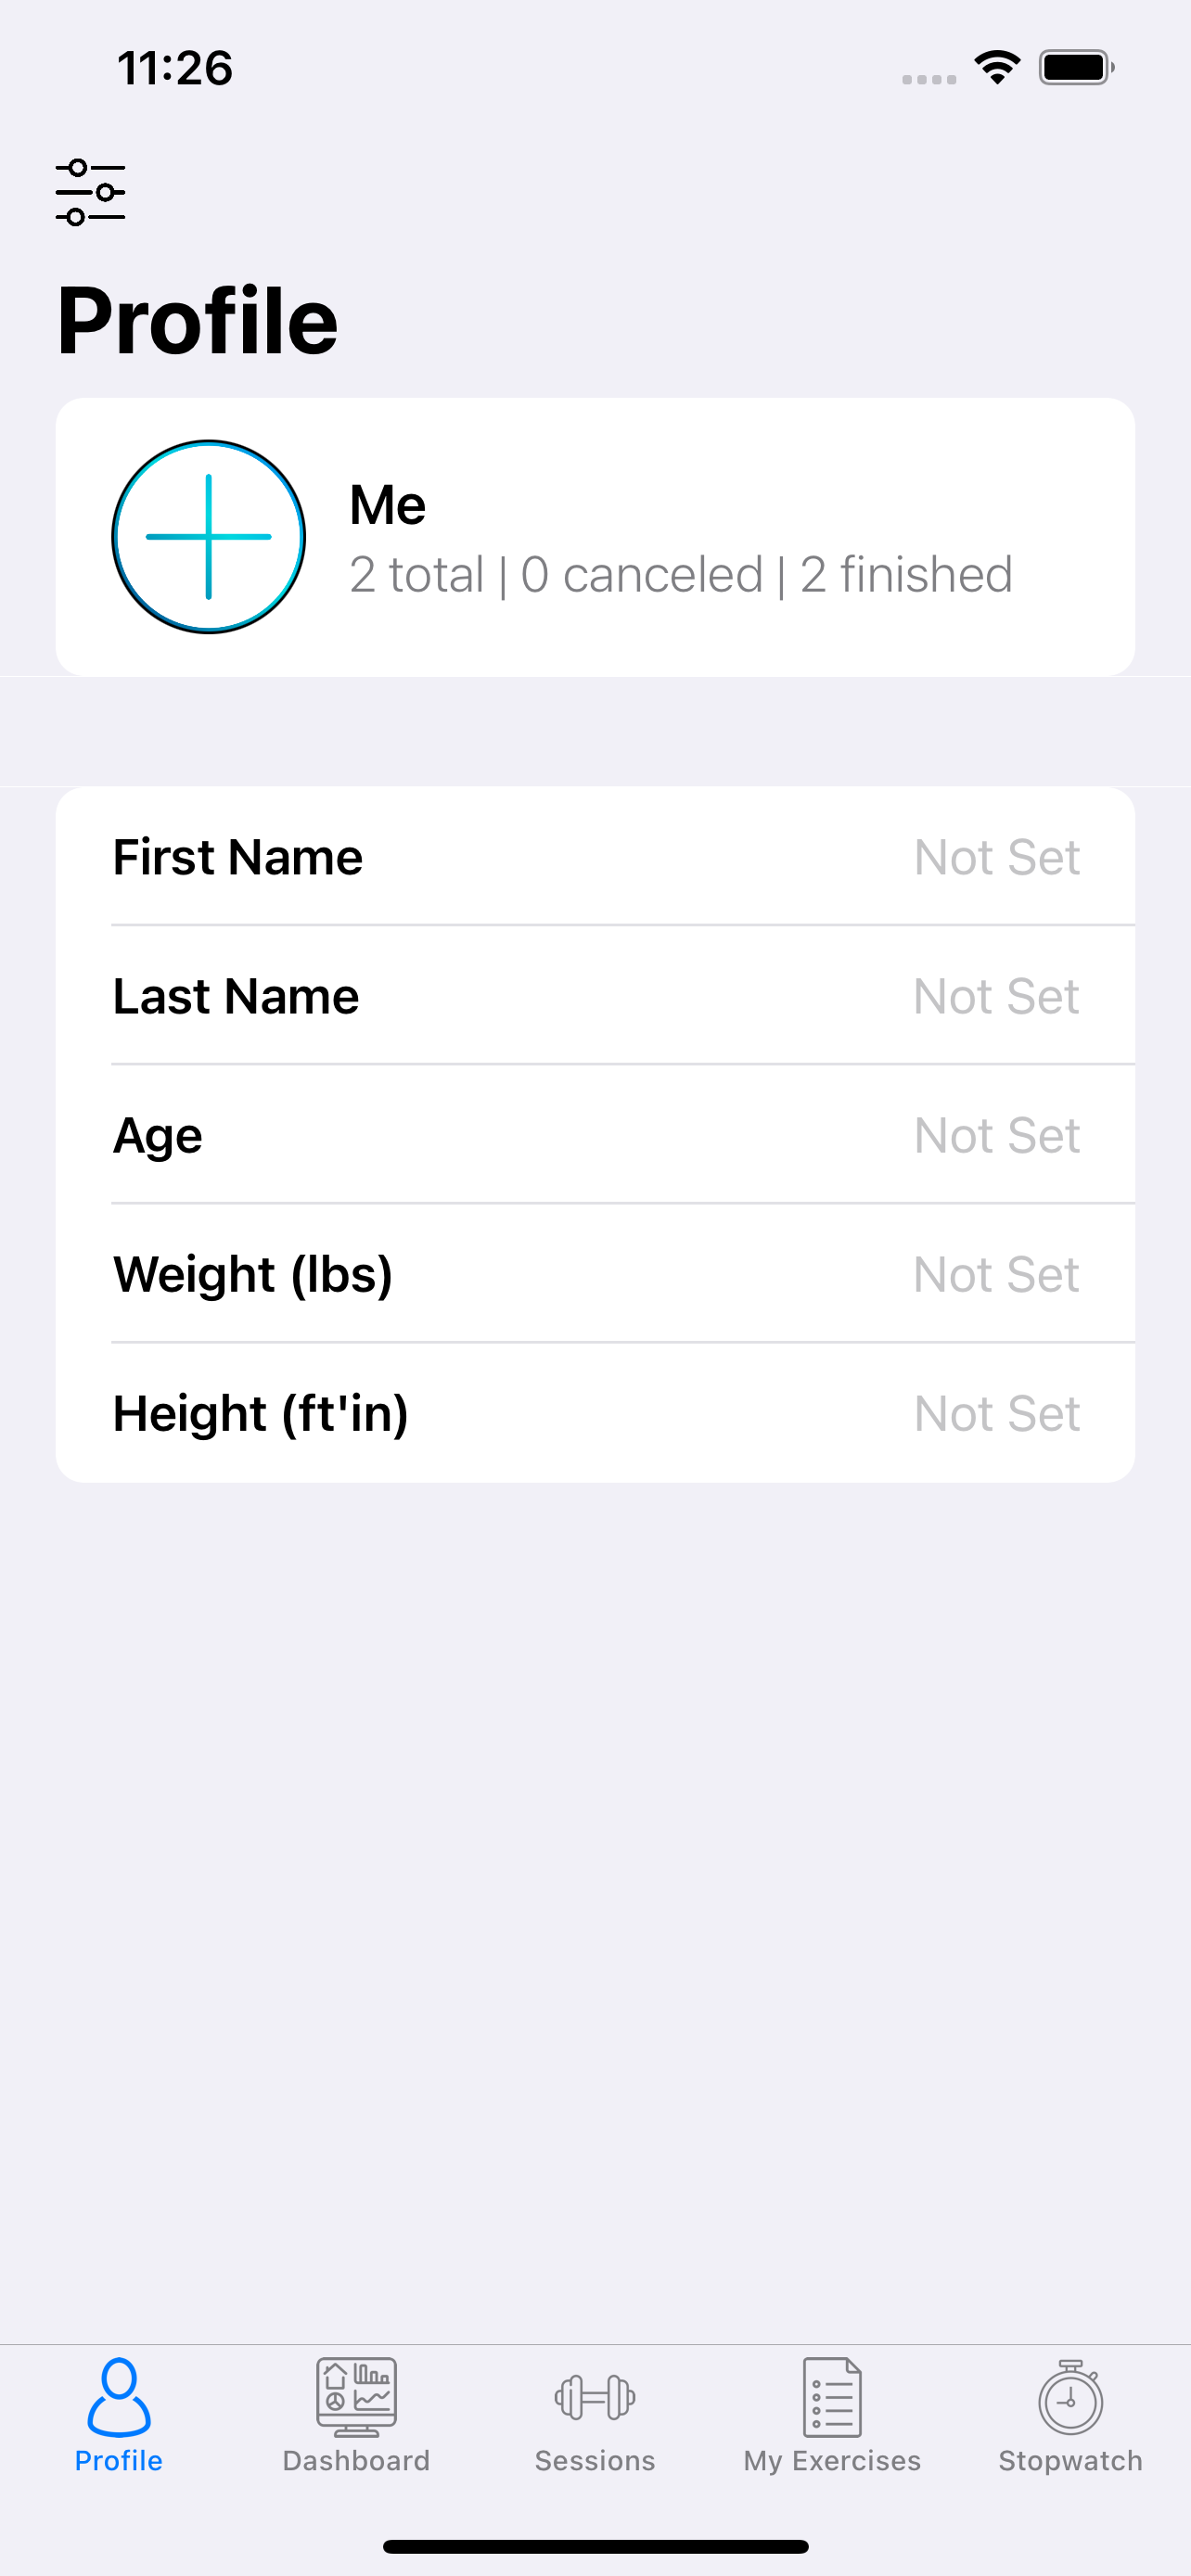 11:26
Profile
Me
2 total | 0 canceled | 2 finished
First Name Not Set
Last Name Not Set
Age Not Set
Weight (lbs) Not Set
Height (ft'in) Not Set
Profile Dashboard Sessions My Exercises Stopwatch